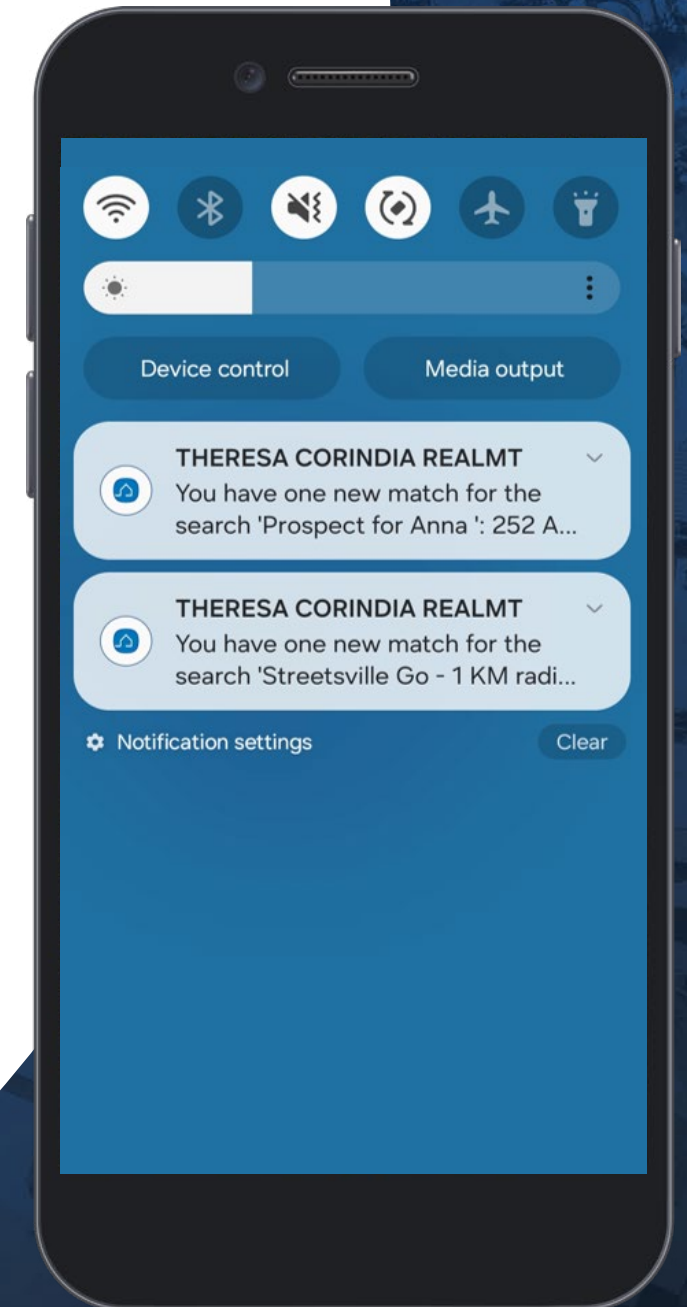 Device control
Media output
THERESA CORINDIA REALMT
You have one new match for the
search 'Prospect for Anna ': 252 A...
THERESA CORINDIA REALMT
You have one new match for the
search 'Streetsville Go - 1 KM radi...
Notification settings
Clear